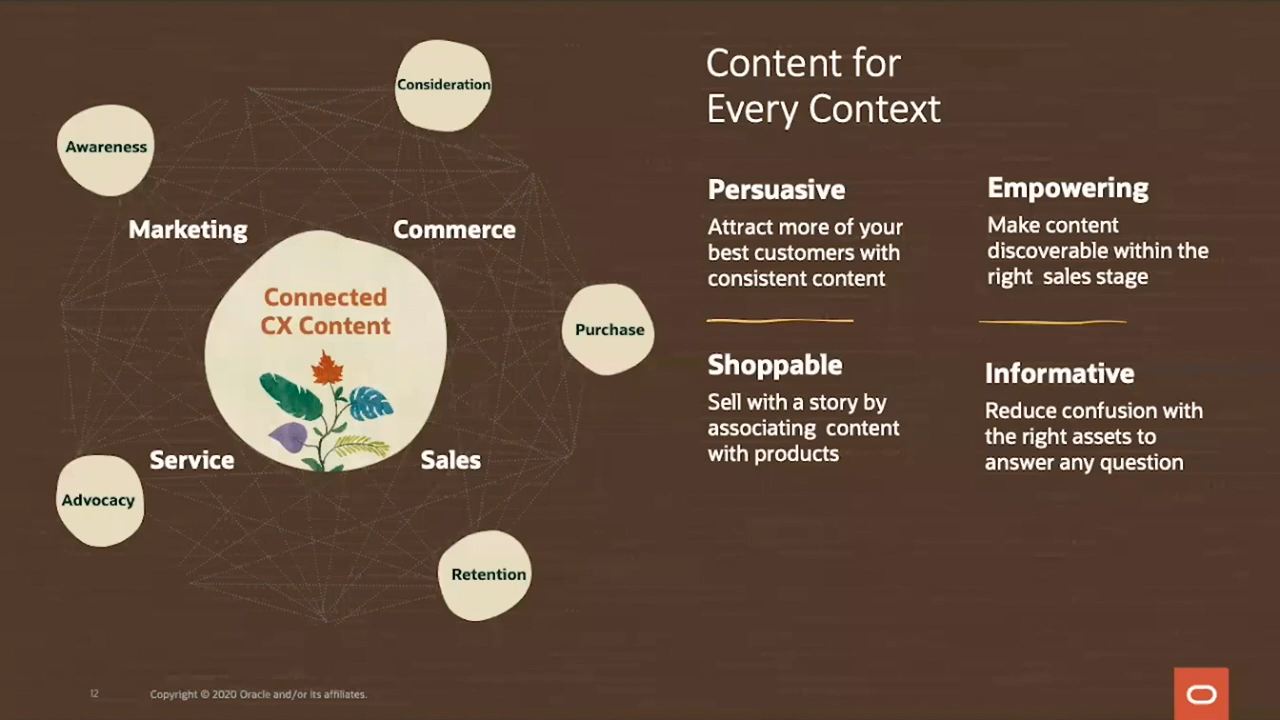 Content for
Every Context
Consideration
Awareness
Marketing
Commerce
Connected
CX Content
Purchase
Service
Sales
Advocacy
Retention
Persuasive
Attract more of your
best customers with
consistent content
Empowering
Make content
discoverable within the
right sales stage
Shoppable
Sell with a story by
associating content
with products
Informative
Reduce confusion with
the right assets to
answer any question
12
Copyright © 2020 Oracle and/or its affiliates.